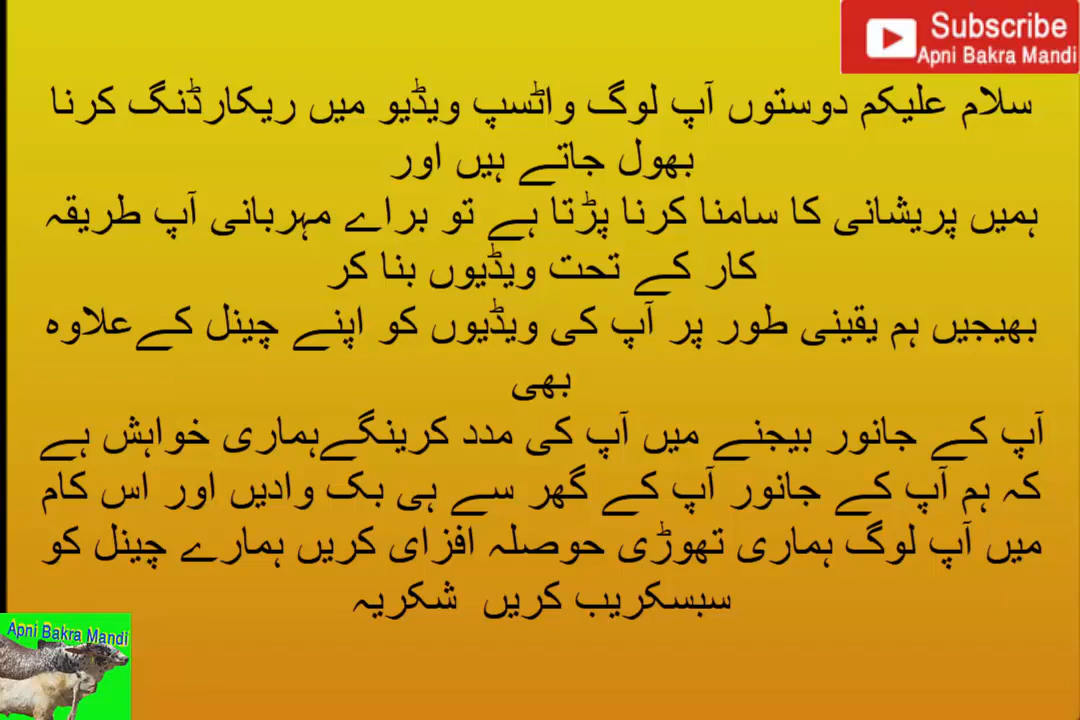 Subscribe
Apni Bakra Mandi
سلام علیکم دوستوں آپ لوگ واٹسپ ویڈیو میں ریکارڈنگ کرنا
بھول جاتے ہیں اور
ہمیں پریشانی کا سامنا کرنا پڑتا ہے تو براے مہربانی آپ طریقہ
کار کے تحت ویڈیوں بنا کر
بھیجیں ہم یقینی طور پر آپ کی ویڈیوں کو اپنے چینل کےعلاوہ
بھی
آپ کے جانور بیجنے میں آپ کی مدد کرینگےہماری خواہش ہے
کہ ہم آپ کے جانور آپ کے گھر سے ہی بک وادیں اور اس کام
میں آپ لوگ ہماری تھوڑی حوصلہ افزای کریں ہمارے چینل کو
سبسکریب کریں شکریہ
Apni Bakra Mandi